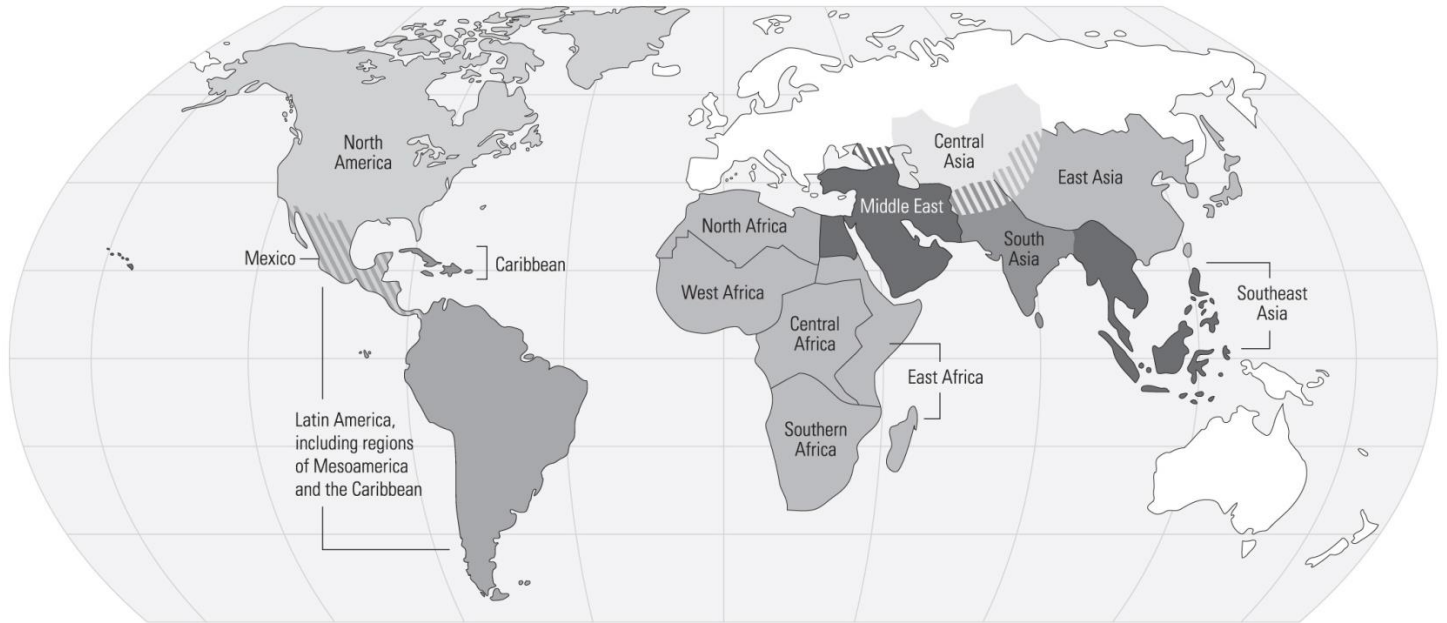 North
America
Mexico
Caribbean
Latin America,
including regions
of Mesoamerica
and the Caribbean
North Africa
West Africa
Central
Africa
East Africa
Southern
Africa
Middle East
Central
Asia
East Asia
South
Asia
Southeast
Asia